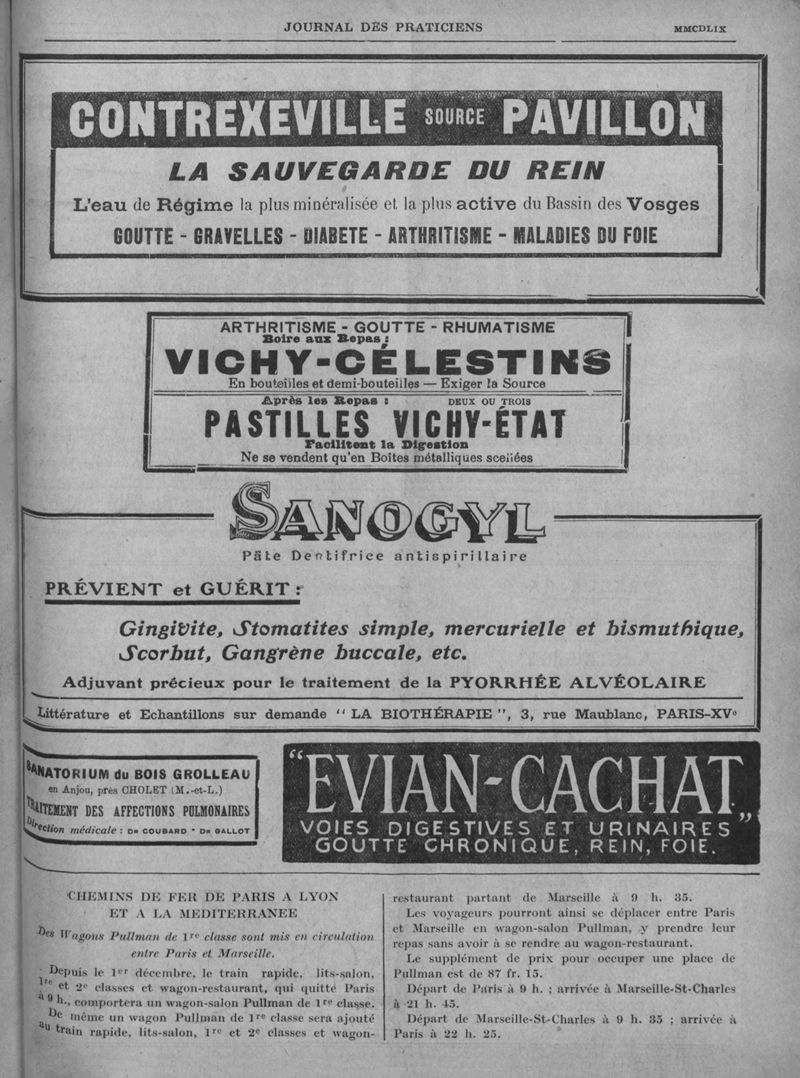 JOURNAL DES PRATICIENS
MMCDLIX
CONTREXEVILLE SOURCE PAVILLON
LA SAUVEGARDE DU REIN
L'eau de Régime la plus minéralisée et la plus active du Bassin des Vosges
GOUTTE - GRAVELLES - DIABETE - ARTHRITISME - MALADIES DU FOIE
ARTHRITISME - GOUTTE - RHUMATISME
Boire aux Repas :
VICHY-CÉLESTINS
En bouteilles et demi-bouteilles — Exiger la Source
Après les Repas : DEUX OU TROIS
PASTILLES VICHY-ÉTAT
Facilitent la Digestion
Ne se vendent qu'en Boîtes métalliques scellées
SANOGYL
Pâte Dentifrice antispirillaire
PRÉVIENT et GUÉRIT :
Gingivite, Stomatites simple, mercurielle et bismuthique,
Scorbut, Gangrène buccale, etc.
Adjuvant précieux pour le traitement de la PYORRHÉE ALVÉOLAIRE
Littérature et Echantillons sur demande “ LA BIOTHÉRAPIE ”, 3, rue Maublanc, PARIS-XVe
SANATORIUM du BOIS GROLLEAU
en Anjou, près CHOLET (M.-et-L.)
TRAITEMENT DES AFFECTIONS PULMONAIRES
Direction médicale : Dr COUBARD * Dr GALLOT
"EVIAN-CACHAT"
VOIES DIGESTIVES ET URINAIRES
GOUTTE CHRONIQUE, REIN, FOIE.
CHEMINS DE FER DE PARIS A LYON
ET A LA MEDITERRANEE
Des Wagons Pullman de 1re classe sont mis en circulation
entre Paris et Marseille.
Depuis le 1er décembre, le train rapide, lits-salon,
1re et 2e classes et wagon-restaurant, qui quitte Paris
à 9 h., comportera un wagon-salon Pullman de 1re classe.
De même un wagon Pullman de 1re classe sera ajouté
au train rapide, lits-salon, 1re et 2e classes et wagon-
restaurant partant de Marseille à 9 h. 35.
Les voyageurs pourront ainsi se déplacer entre Paris
et Marseille en wagon-salon Pullman, y prendre leur
repas sans avoir à se rendre au wagon-restaurant.
Le supplément de prix pour occuper une place de
Pullman est de 87 fr. 15.
Départ de Paris à 9 h. ; arrivée à Marseille-St-Charles
à 21 h. 45.
Départ de Marseille-St-Charles à 9 h. 35 ; arrivée à
Paris à 22 h. 25.